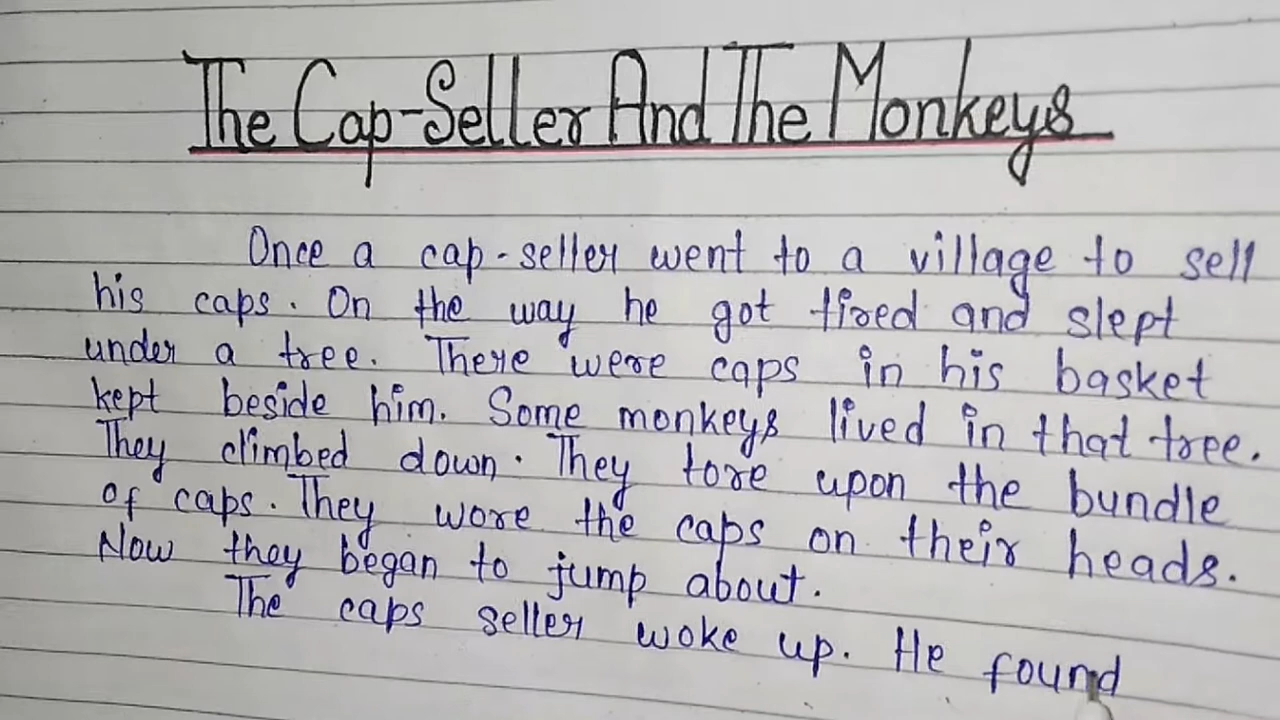 The Cap-Seller And The Monkeys
Once a cap-seller went to a village to sell
his caps. On the way he got tired and slept
under a tree. There were caps in his basket
kept beside him. Some monkeys lived in that tree.
They climbed down. They tore upon the bundle
of caps. They wore the caps on their heads.
Now they began to jump about.
The caps seller woke up. He found